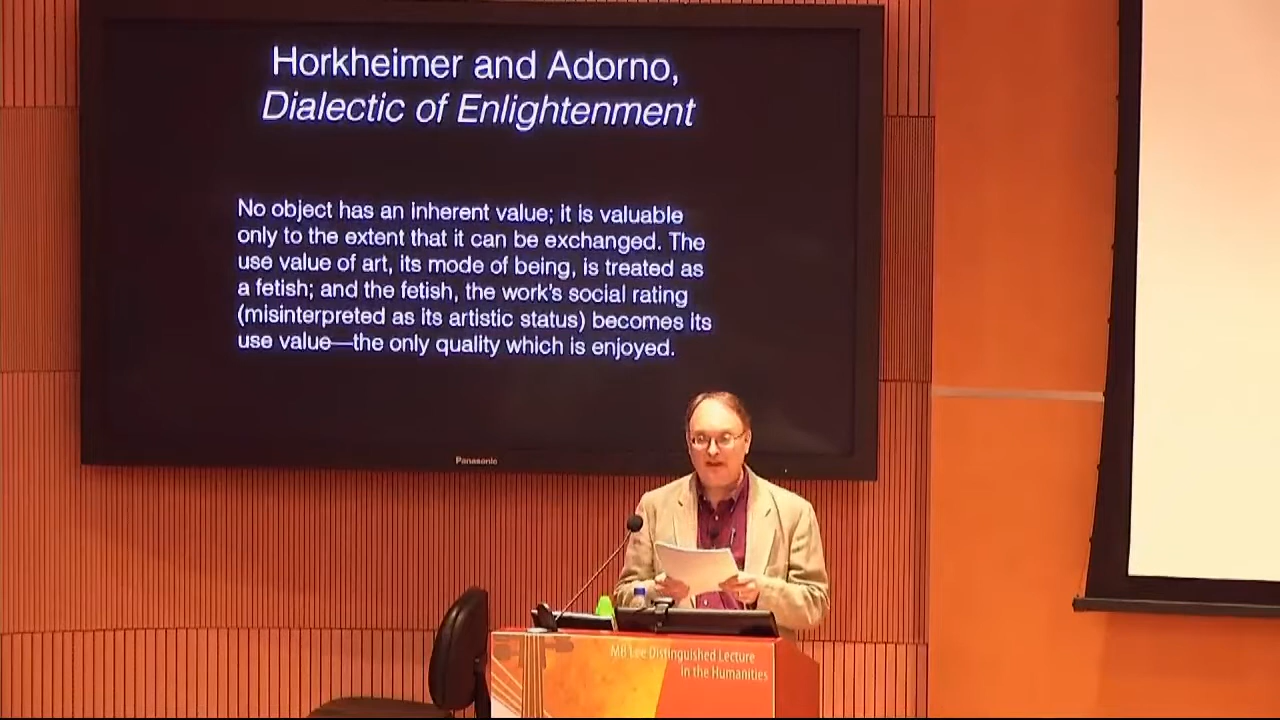 Horkheimer and Adorno,
Dialectic of Enlightenment
No object has an inherent value; it is valuable
only to the extent that it can be exchanged. The
use value of art, its mode of being, is treated as
a fetish; and the fetish, the work's social rating
(misinterpreted as its artistic status) becomes its
use value—the only quality which is enjoyed.
Panasonic
MB Lee Distinguished Lecture
in the Humanities